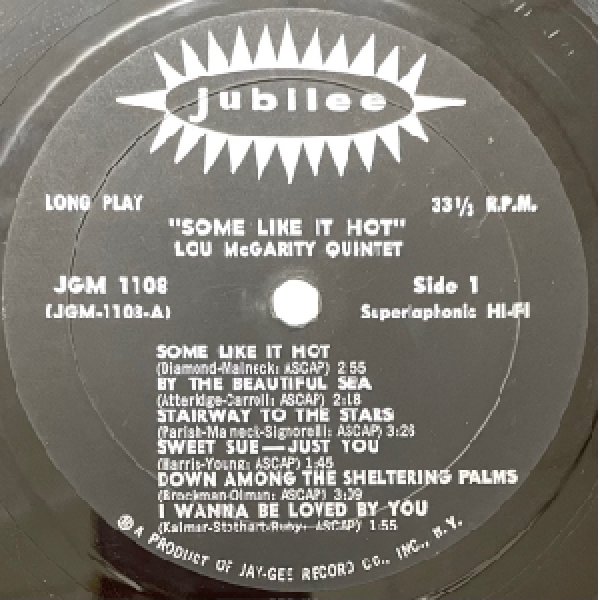 jubilee
LONG PLAY 33⅓ R.P.M.
"SOME LIKE IT HOT"
LOU McGARITY QUINTET
JGM 1108 Side 1
(JGM-1108-A) Superlaphonic HI-FI
SOME LIKE IT HOT
(Diamond-Malneck: ASCAP) 2:55
BY THE BEAUTIFUL SEA
(Atteridge-Carroll: ASCAP) 2:18
STAIRWAY TO THE STARS
(Parish-Malneck-Signorelli: ASCAP) 3:28
SWEET SUE—JUST YOU
(Harris-Young: ASCAP) 1:45
DOWN AMONG THE SHELTERING PALMS
(Brockman-Olman: ASCAP) 3:09
I WANNA BE LOVED BY YOU
(Kalmar-Stothart-Ruby: ASCAP) 1:55
A PRODUCT OF JAY-GEE RECORD CO., INC., N.Y.